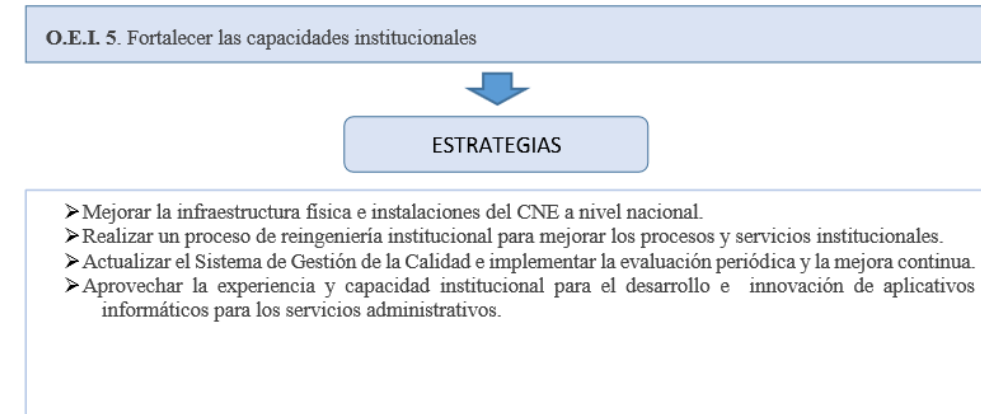 O.E.I. 5. Fortalecer las capacidades institucionales
ESTRATEGIAS
➤Mejorar la infraestructura física e instalaciones del CNE a nivel nacional.
➤Realizar un proceso de reingeniería institucional para mejorar los procesos y servicios institucionales.
➤Actualizar el Sistema de Gestión de la Calidad e implementar la evaluación periódica y la mejora continua.
➤Aprovechar la experiencia y capacidad institucional para el desarrollo e innovación de aplicativos
informáticos para los servicios administrativos.